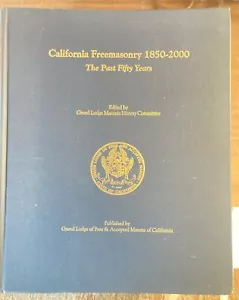 California Freemasonry 1850-2000
The Past Fifty Years
Edited by
Grand Lodge Masonic History Committee
Published by
Grand Lodge of Free & Accepted Masons of California